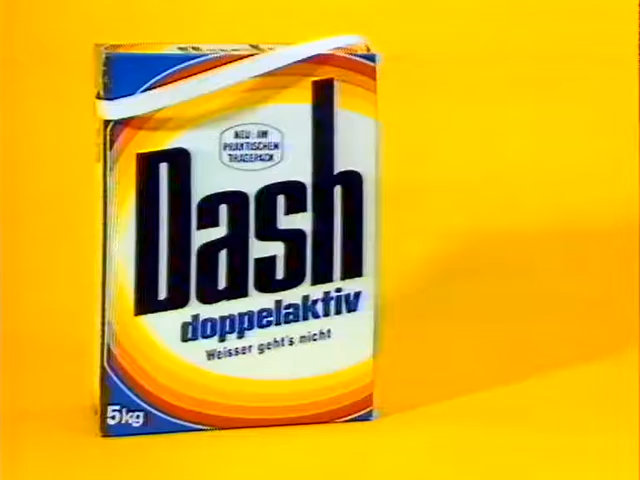 NEU: IM
PRAKTISCHEN
TRAGEPACK
Dash
doppelaktiv
Weisser geht's nicht
5kg